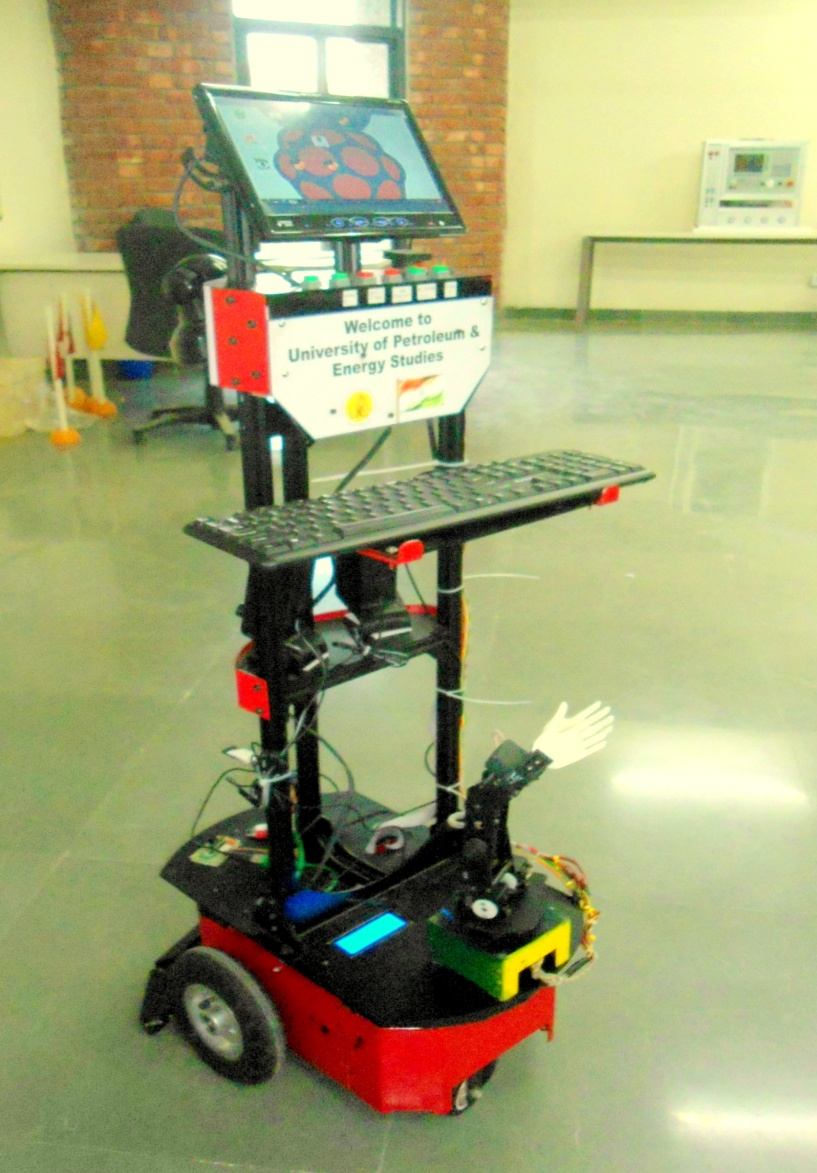 Welcome to
University of Petroleum &
Energy Studies